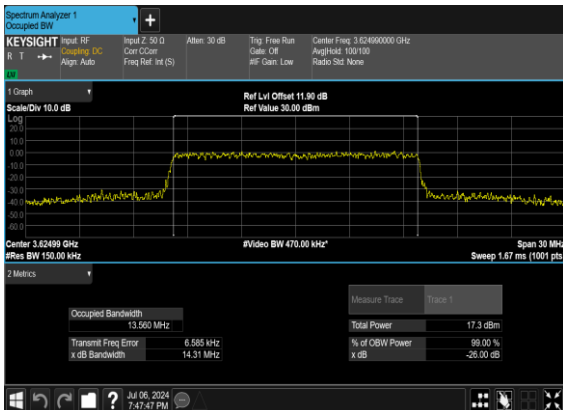 Spectrum Analyzer 1
Occupied BW
KEYSIGHT
R T
LXI
Input: RF
Coupling: DC
Align: Auto
Input Z: 50 Ω
Corr CCorr
Freq Ref: Int (S)
Atten: 30 dB
Trig: Free Run
Gate: Off
#IF Gain: Low
Center Freq: 3.624990000 GHz
Avg|Hold: 100/100
Radio Std: None
1 Graph
Scale/Div 10.0 dB
Ref Lvl Offset 11.90 dB
Ref Value 30.00 dBm
Log
20.0
10.0
0.00
-10.0
-20.0
-30.0
-40.0
-50.0
-60.0
Center 3.62499 GHz
#Res BW 150.00 kHz
#Video BW 470.00 kHz*
Span 30 MHz
Sweep 1.67 ms (1001 pts
2 Metrics
Measure Trace
Trace 1
Occupied Bandwidth
13.560 MHz
Total Power
17.3 dBm
Transmit Freq Error
6.585 kHz
% of OBW Power
99.00 %
x dB Bandwidth
14.31 MHz
x dB
-26.00 dB
?
Jul 06, 2024
7:47:47 PM